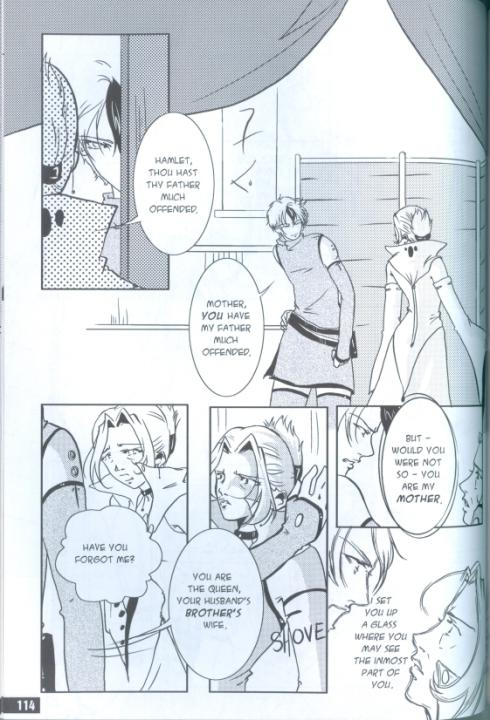 HAMLET,
THOU HAST
THY FATHER
MUCH
OFFENDED.
MOTHER,
YOU HAVE
MY FATHER
MUCH
OFFENDED.
HAVE YOU
FORGOT ME?
YOU ARE
THE QUEEN,
YOUR HUSBAND'S
BROTHER'S
WIFE.
BUT –
WOULD YOU
WERE NOT
SO – YOU
ARE MY
MOTHER.
SHOVE
I SET
YOU UP
A GLASS
WHERE YOU
MAY SEE
THE INMOST
PART OF
YOU.
114